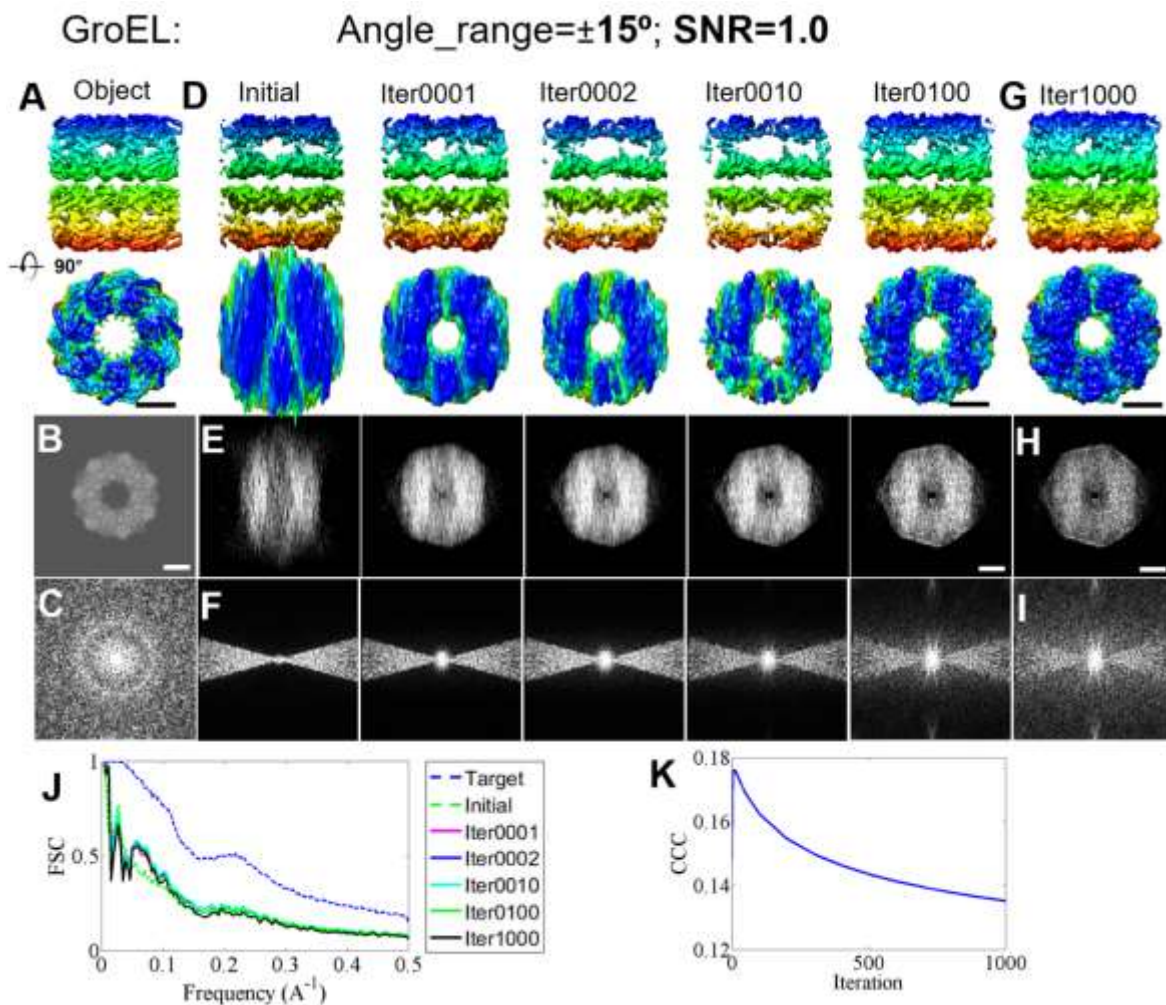 GroEL: Angle_range=±15º; SNR=1.0
A Object D Initial Iter0001 Iter0002 Iter0010 Iter0100 G Iter1000
90°
B E H
C F I
J
1
0.5
0
FSC
0 0.1 0.2 0.3 0.4 0.5
Frequency (A⁻¹)
Target
Initial
Iter0001
Iter0002
Iter0010
Iter0100
Iter1000
K
0.18
0.16
0.14
0.12
CCC
0 500 1000
Iteration